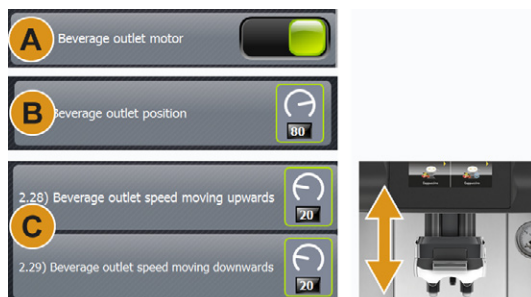 A
Beverage outlet motor
B
Beverage outlet position
80
C
2.28) Beverage outlet speed moving upwards
20
2.29) Beverage outlet speed moving downwards
20